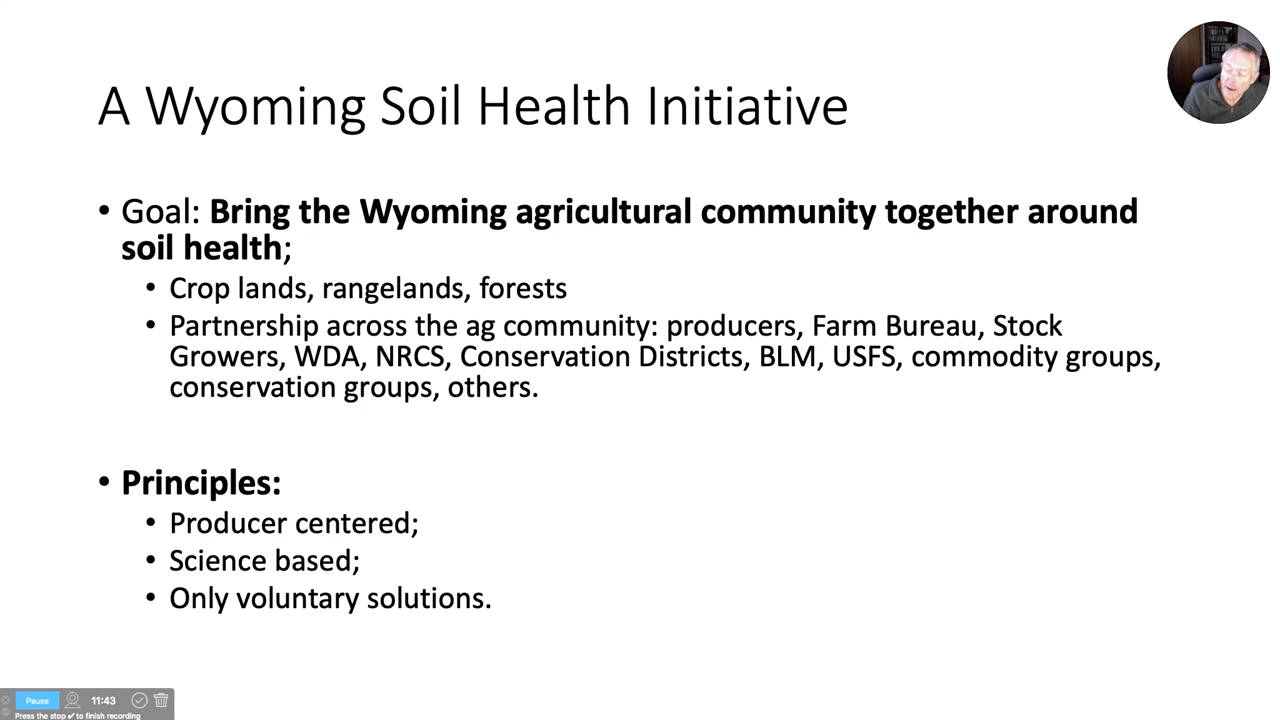 A Wyoming Soil Health Initiative
• Goal: Bring the Wyoming agricultural community together around
soil health;
• Crop lands, rangelands, forests
• Partnership across the ag community: producers, Farm Bureau, Stock
Growers, WDA, NRCS, Conservation Districts, BLM, USFS, commodity groups,
conservation groups, others.
• Principles:
• Producer centered;
• Science based;
• Only voluntary solutions.
Pause 11:43
Press the stop ✔ to finish recording